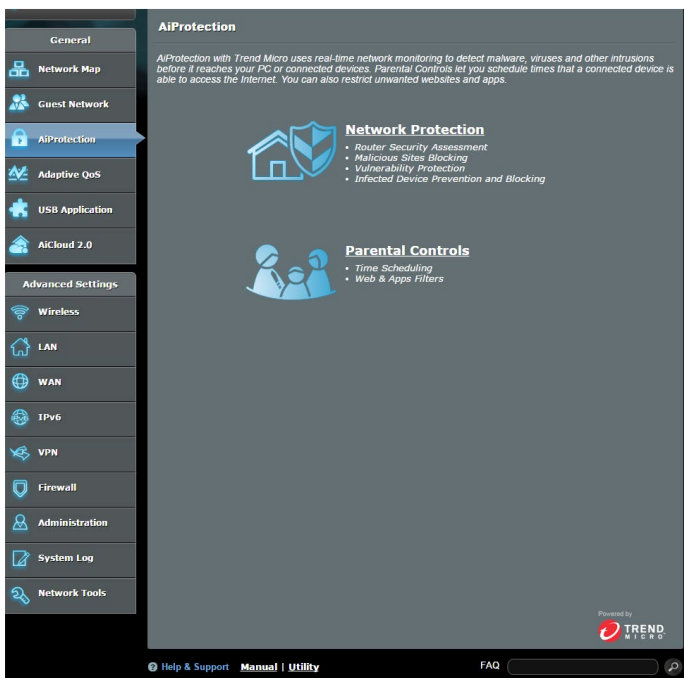 General
Network Map
Guest Network
AiProtection
Adaptive QoS
USB Application
AiCloud 2.0
Advanced Settings
Wireless
LAN
WAN
IPv6
VPN
Firewall
Administration
System Log
Network Tools
AiProtection
AiProtection with Trend Micro uses real-time network monitoring to detect malware, viruses and other intrusions
before it reaches your PC or connected devices. Parental Controls let you schedule times that a connected device is
able to access the Internet. You can also restrict unwanted websites and apps.
Network Protection
• Router Security Assessment
• Malicious Sites Blocking
• Vulnerability Protection
• Infected Device Prevention and Blocking
Parental Controls
• Time Scheduling
• Web & Apps Filters
Powered by
TREND
MICRO
Help & Support Manual | Utility FAQ